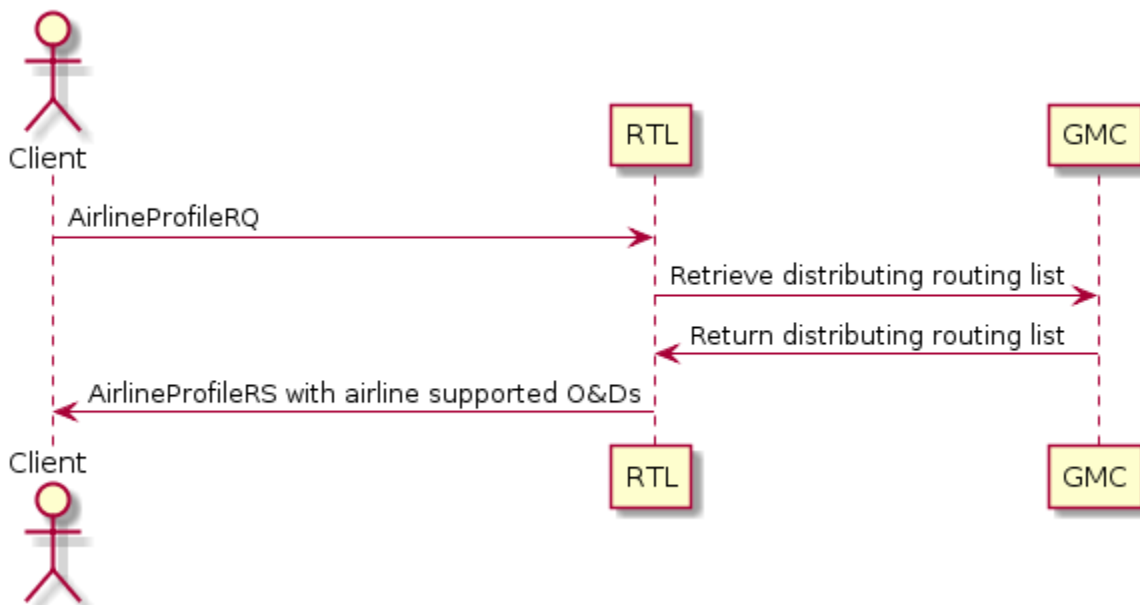 Client
RTL
GMC
AirlineProfileRQ
Retrieve distributing routing list
Return distributing routing list
AirlineProfileRS with airline supported O&Ds
Client
RTL
GMC